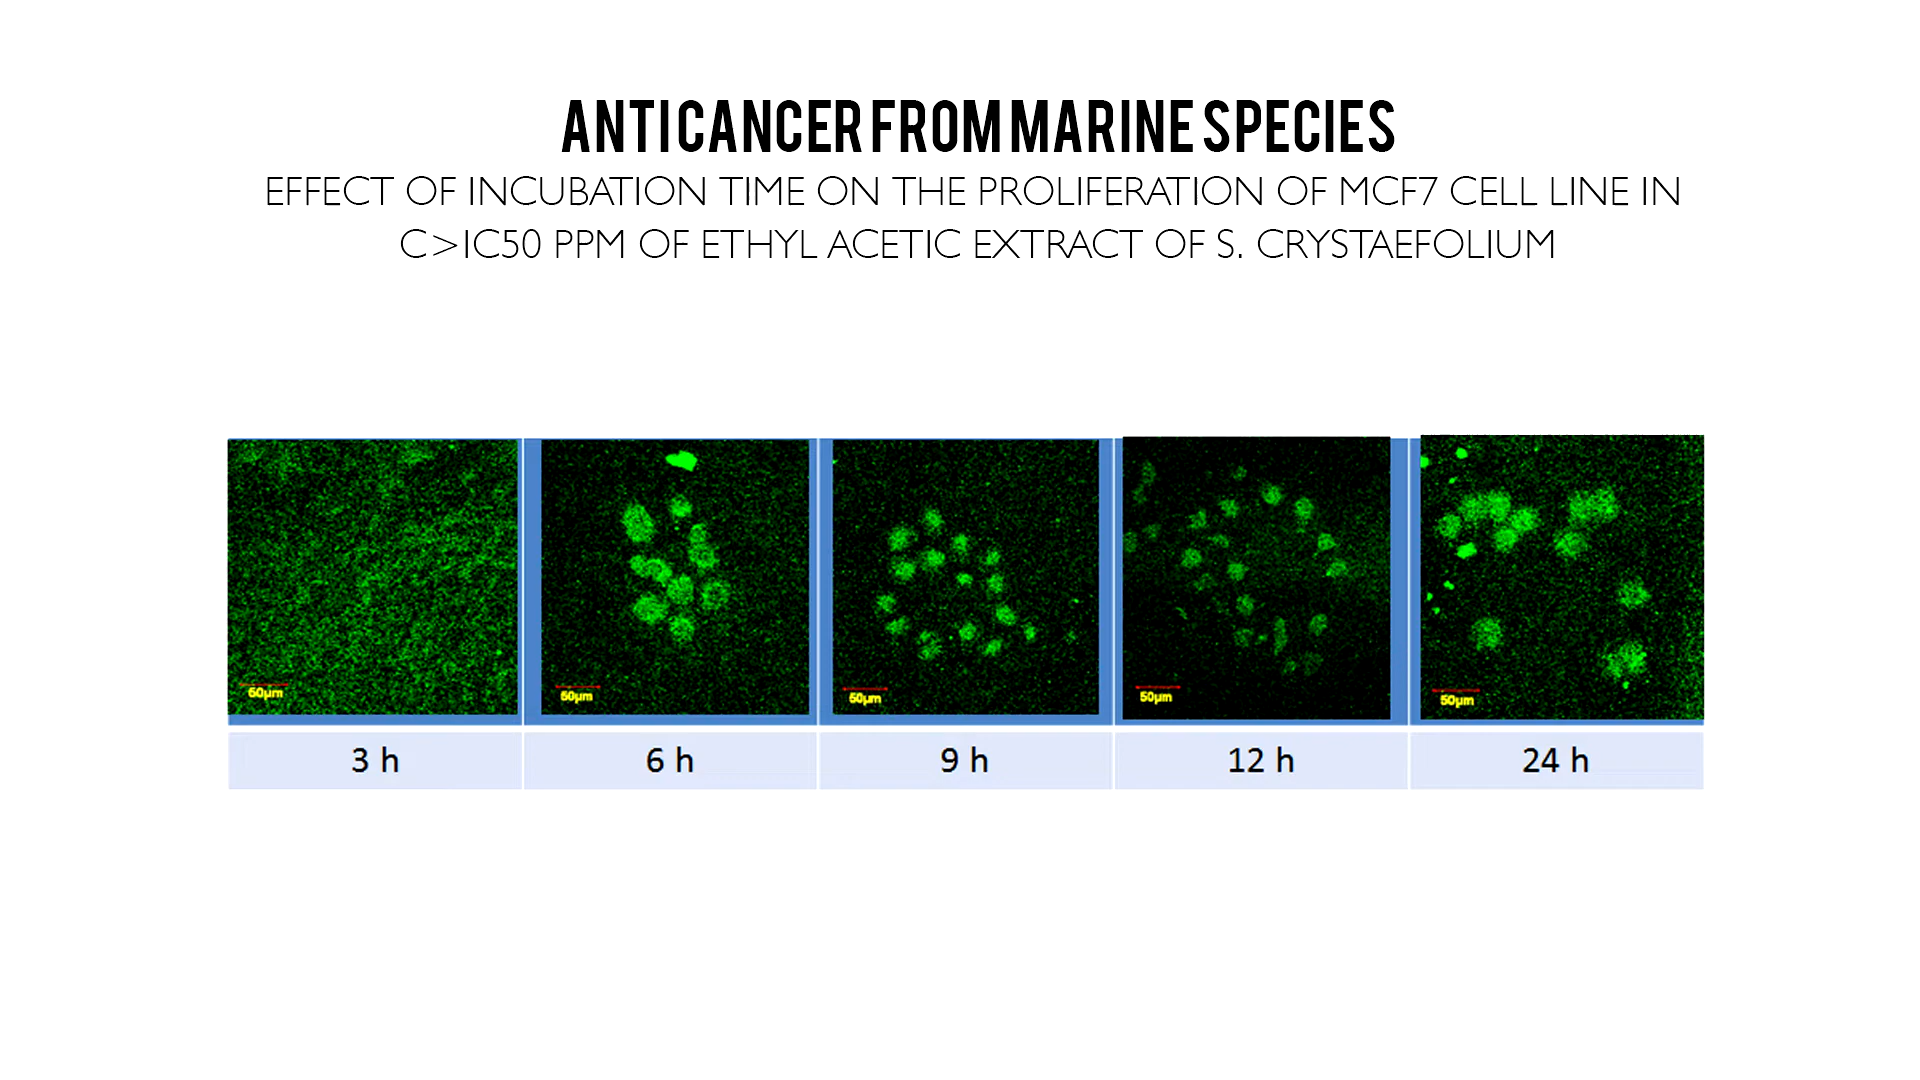 ANTICANCER FROM MARINE SPECIES
EFFECT OF INCUBATION TIME ON THE PROLIFERATION OF MCF7 CELL LINE IN
C>IC50 PPM OF ETHYL ACETIC EXTRACT OF S. CRYSTAEFOLIUM
50µm 50µm 50µm 50µm 50µm
3 h 6 h 9 h 12 h 24 h